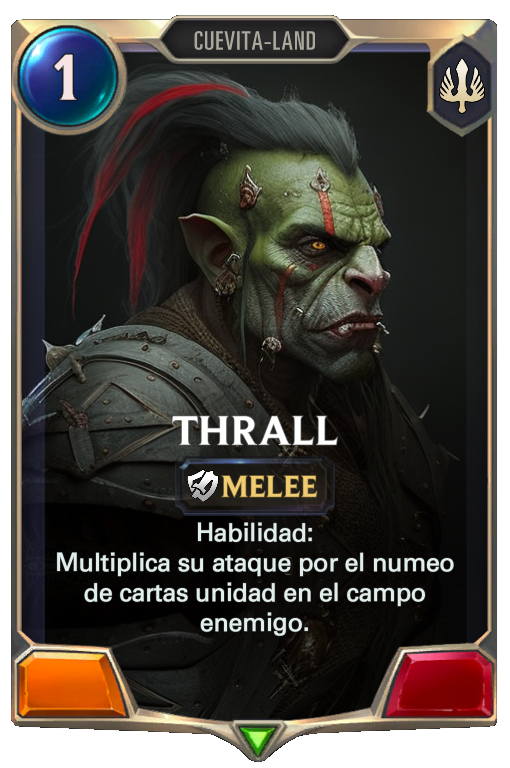 CUEVITA-LAND
1
THRALL
MELEE
Habilidad:
Multiplica su ataque por el numeo
de cartas unidad en el campo
enemigo.